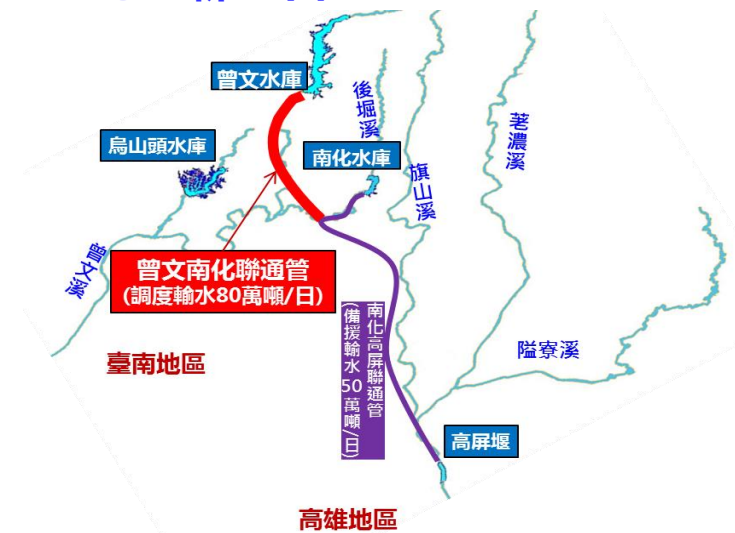 曾文水庫
後堀溪
荖濃溪
烏山頭水庫
南化水庫
旗山溪
曾文溪
曾文南化聯通管
(調度輸水80萬噸/日)
南化高屏聯通管
(備援輸水50萬噸/日)
臺南地區
隘寮溪
高屏堰
高雄地區